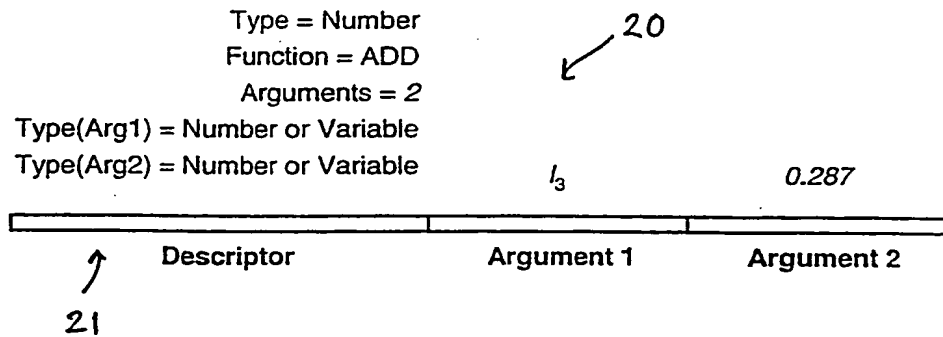 Type = Number
20
Function = ADD
Arguments = 2
Type(Arg1) = Number or Variable
Type(Arg2) = Number or Variable
I₃ 0.287
Descriptor Argument 1 Argument 2
21